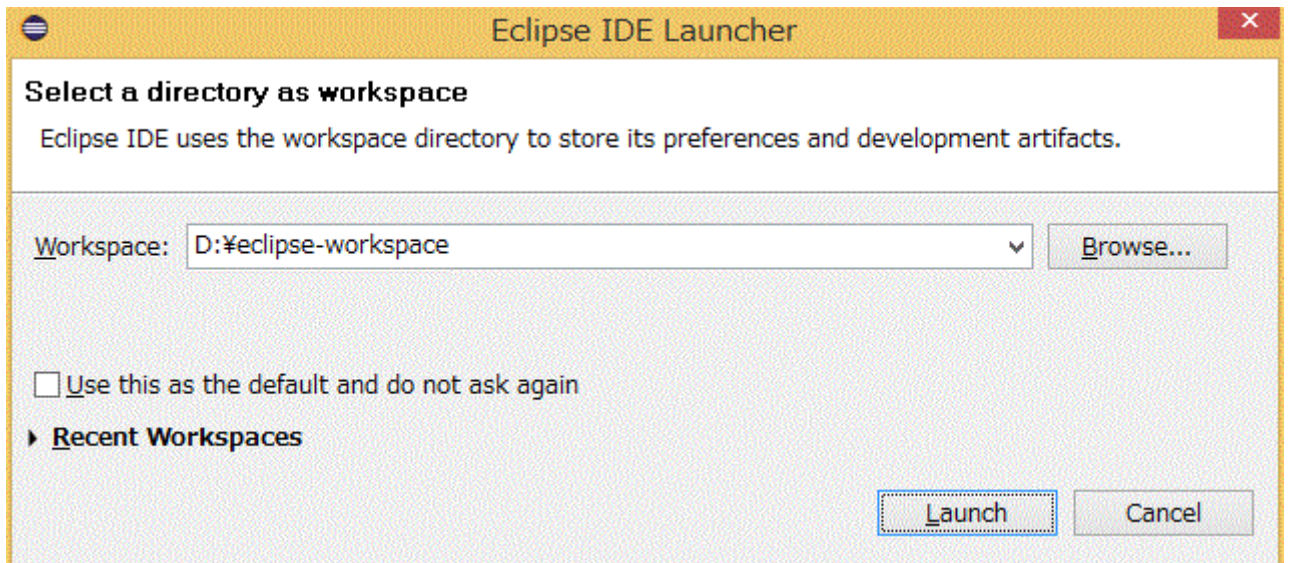 Eclipse IDE Launcher
Select a directory as workspace
Eclipse IDE uses the workspace directory to store its preferences and development artifacts.
Workspace: D:¥eclipse-workspace Browse...
Use this as the default and do not ask again
Recent Workspaces
Launch Cancel